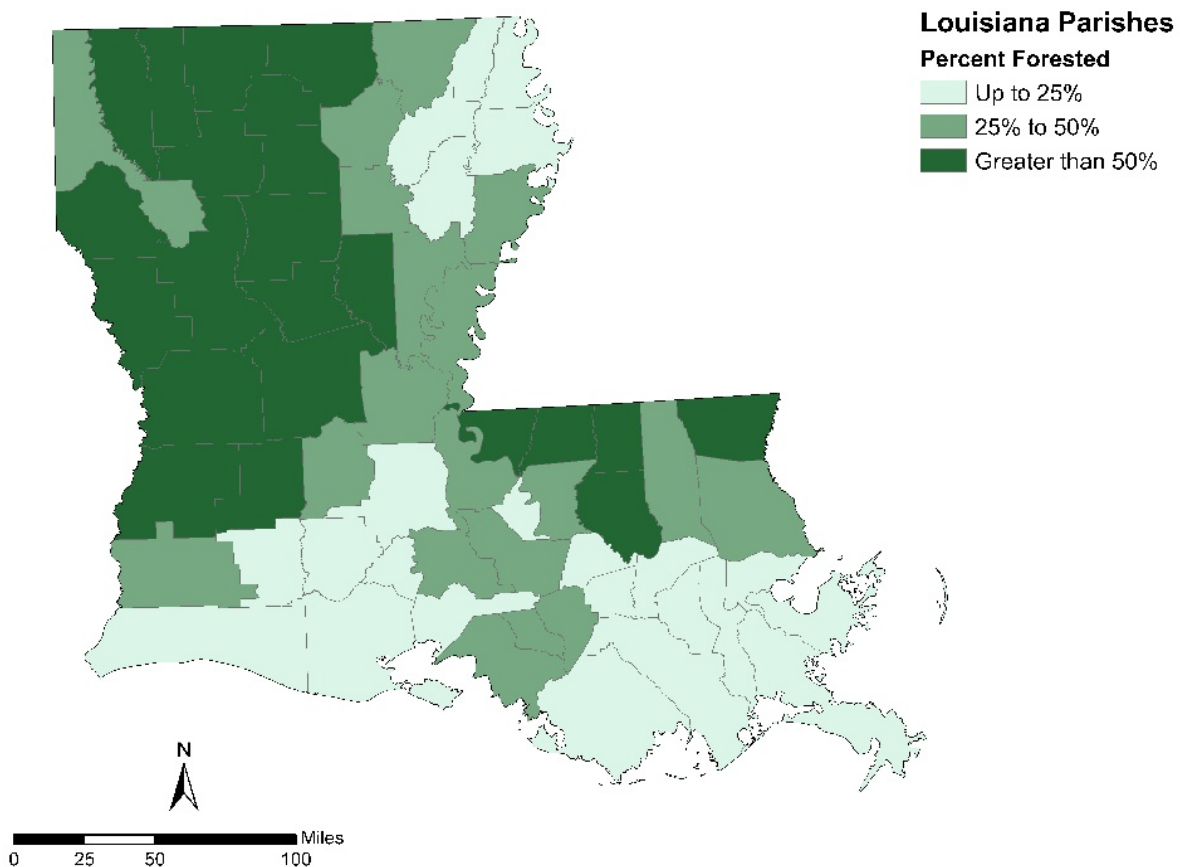 Louisiana Parishes
Percent Forested
Up to 25%
25% to 50%
Greater than 50%
N
Miles
0 25 50 100